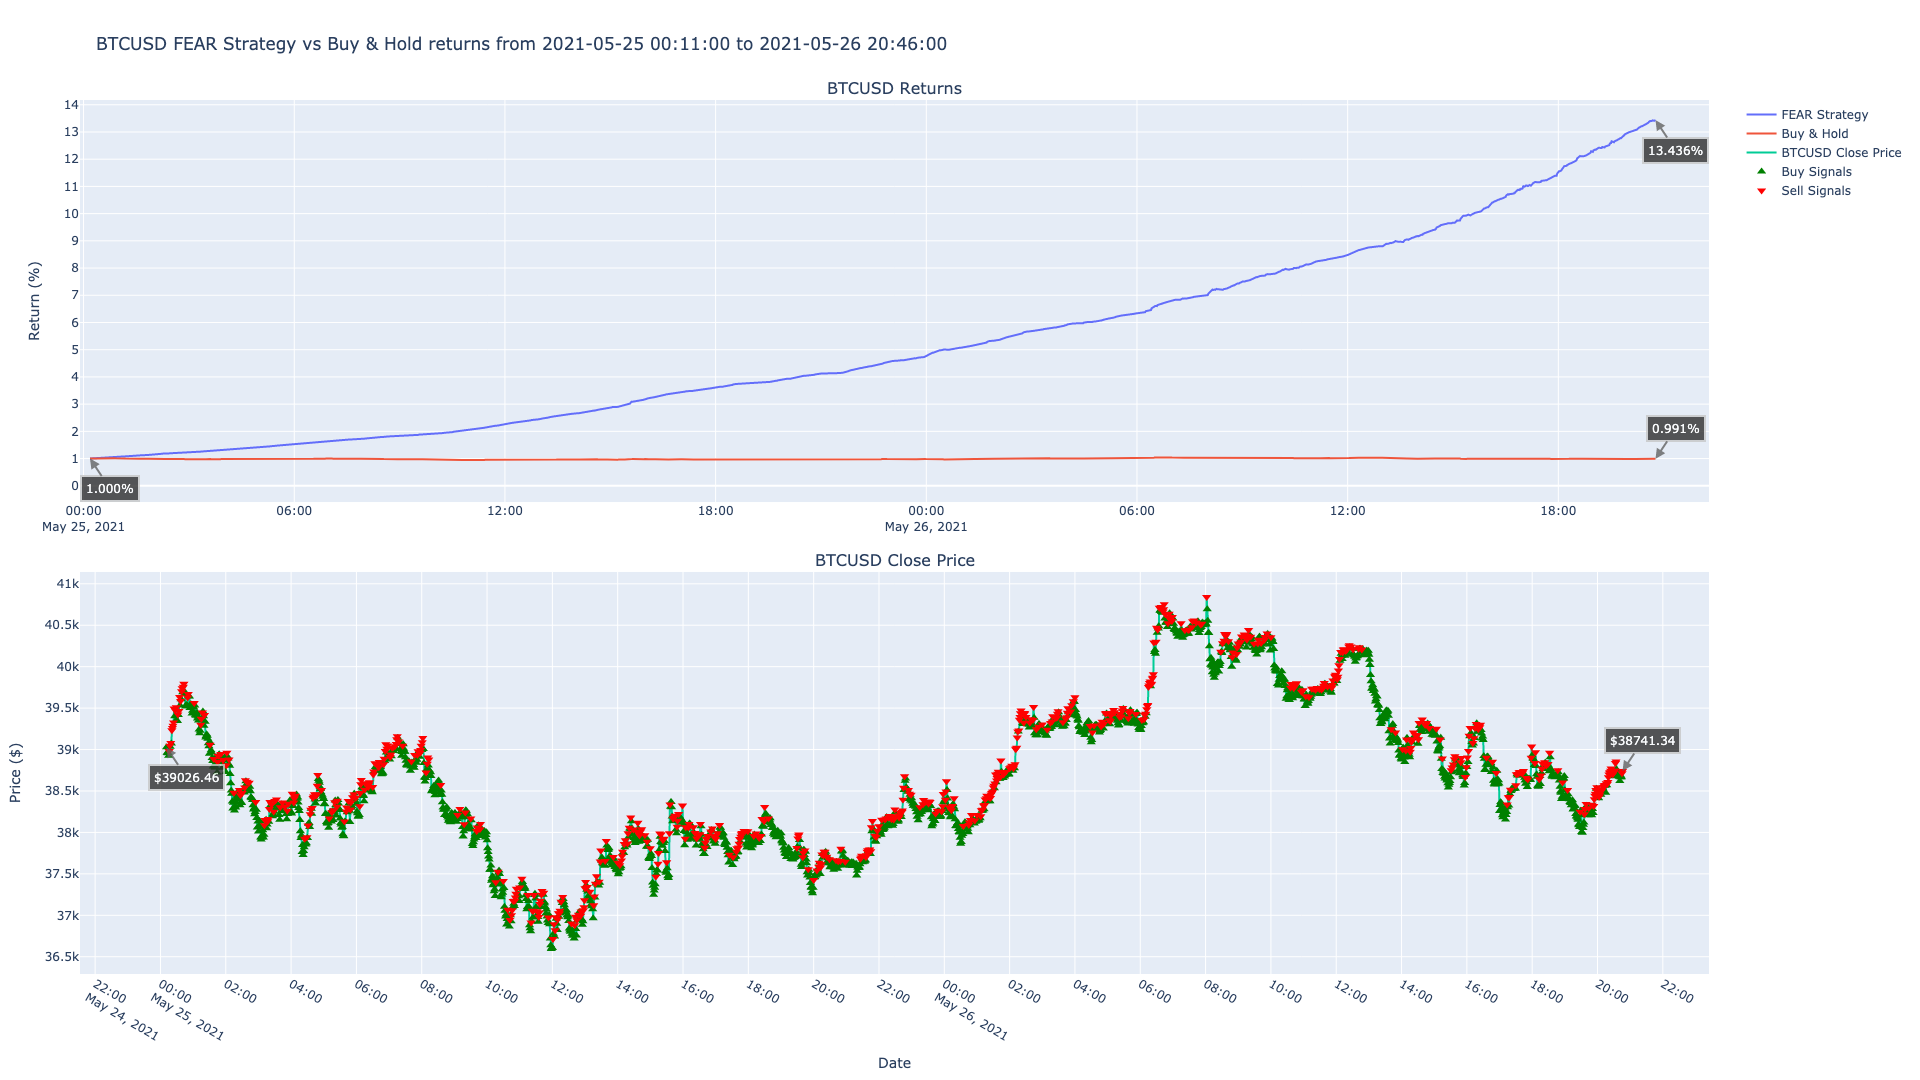 BTCUSD FEAR Strategy vs Buy & Hold returns from 2021-05-25 00:11:00 to 2021-05-26 20:46:00
BTCUSD Returns
FEAR Strategy
Buy & Hold
BTCUSD Close Price
Buy Signals
Sell Signals
Return (%)
14
13
12
11
10
9
8
7
6
5
4
3
2
1
0
13.436%
0.991%
1.000%
00:00 06:00 12:00 18:00 00:00 06:00 12:00 18:00
May 25, 2021 May 26, 2021
BTCUSD Close Price
Price ($)
41k
40.5k
40k
39.5k
39k
38.5k
38k
37.5k
37k
36.5k
$39026.46
$38741.34
22:00 00:00 02:00 04:00 06:00 08:00 10:00 12:00 14:00 16:00 18:00 20:00 22:00 00:00 02:00 04:00 06:00 08:00 10:00 12:00 14:00 16:00 18:00 20:00 22:00
May 24, 2021 May 25, 2021 May 26, 2021
Date